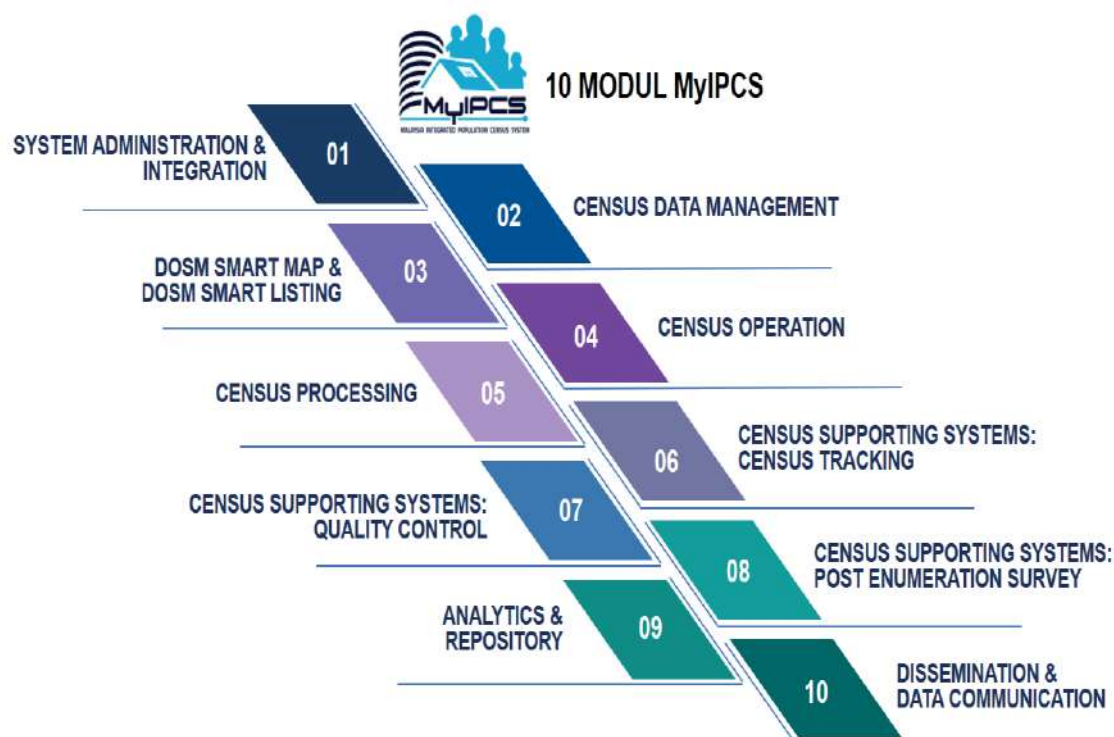 MyIPCS
MALAYSIA INTEGRATED POPULATION CENSUS SYSTEM
10 MODUL MyIPCS
SYSTEM ADMINISTRATION &
INTEGRATION
01
02
CENSUS DATA MANAGEMENT
DOSM SMART MAP &
DOSM SMART LISTING
03
04
CENSUS OPERATION
CENSUS PROCESSING
05
06
CENSUS SUPPORTING SYSTEMS:
CENSUS TRACKING
CENSUS SUPPORTING SYSTEMS:
QUALITY CONTROL
07
08
CENSUS SUPPORTING SYSTEMS:
POST ENUMERATION SURVEY
ANALYTICS &
REPOSITORY
09
10
DISSEMINATION &
DATA COMMUNICATION